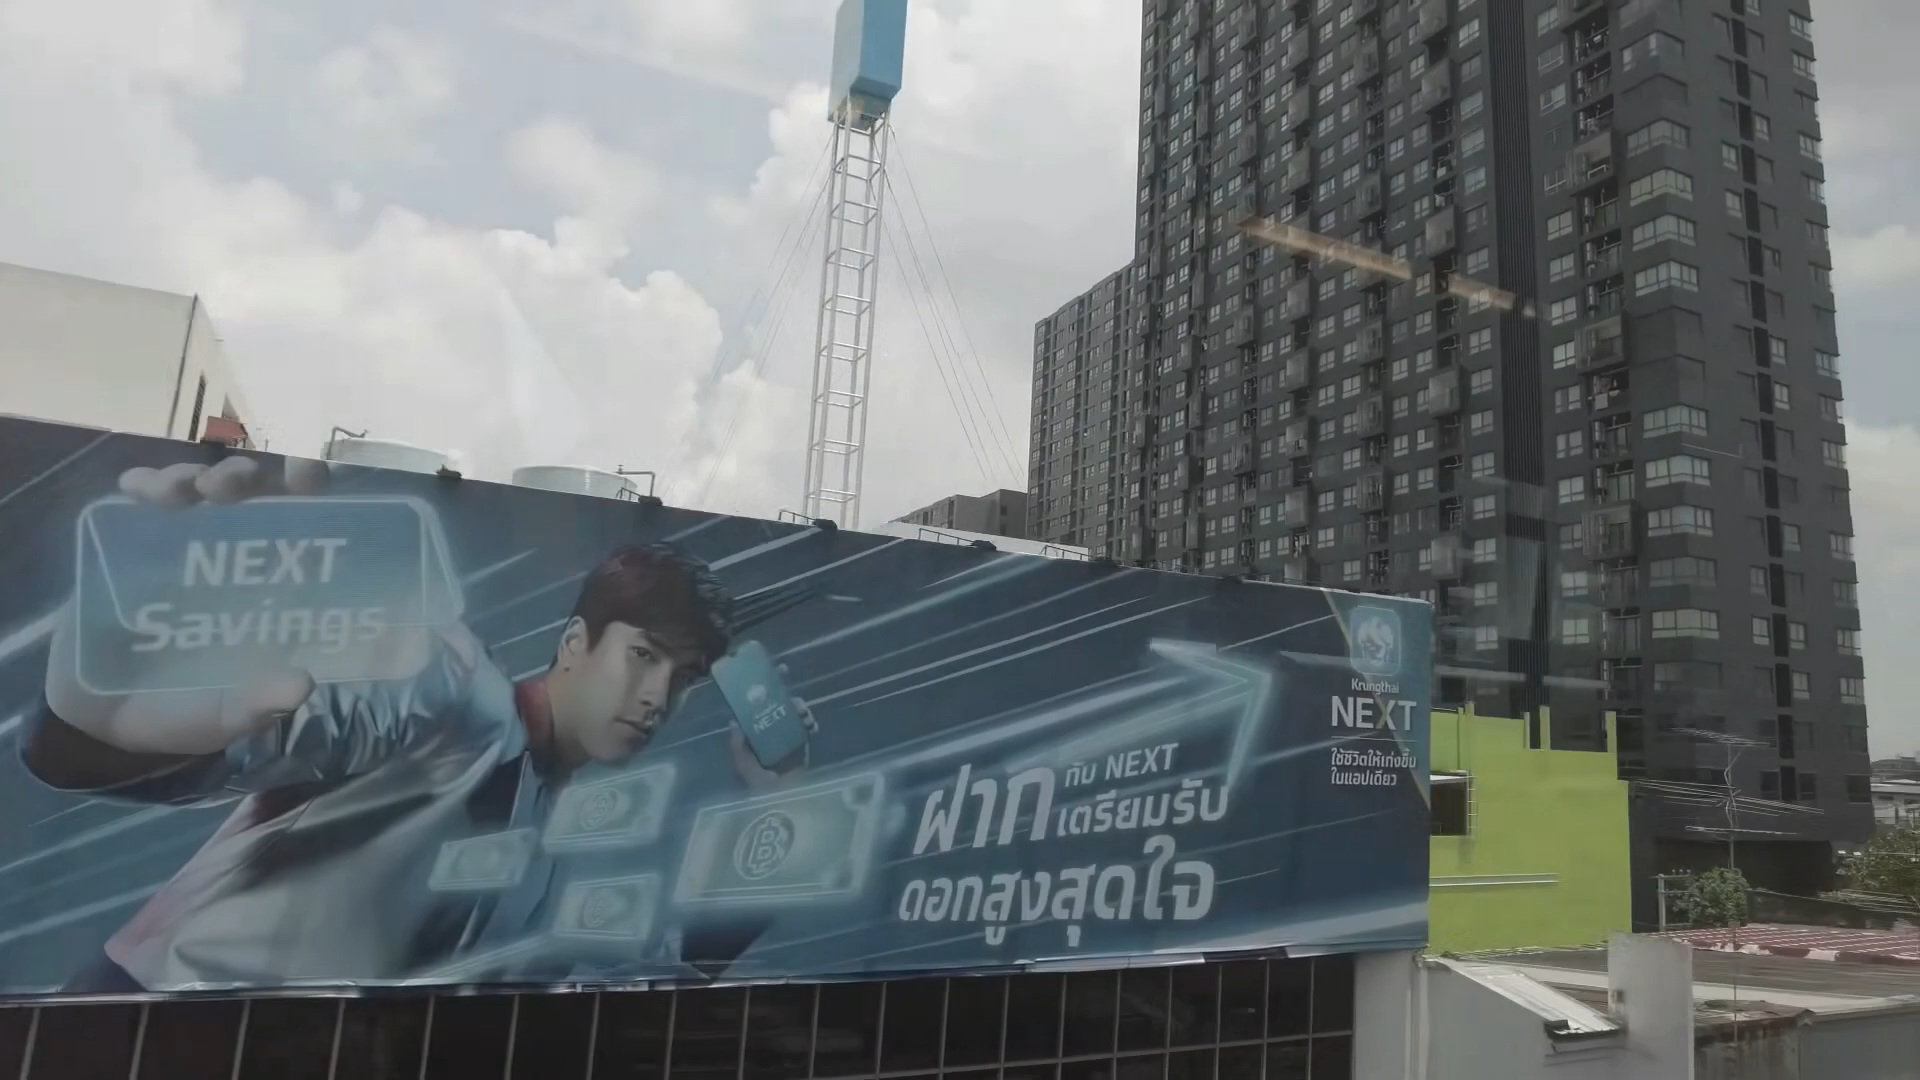 NEXT
Savings
NEXT
ฝาก กับ NEXT
เตรียมรับ
ดอกสูงสุดใจ
Krungthai
NEXT
ใช้ชีวิตให้เก่งขึ้น
ในแอปเดียว